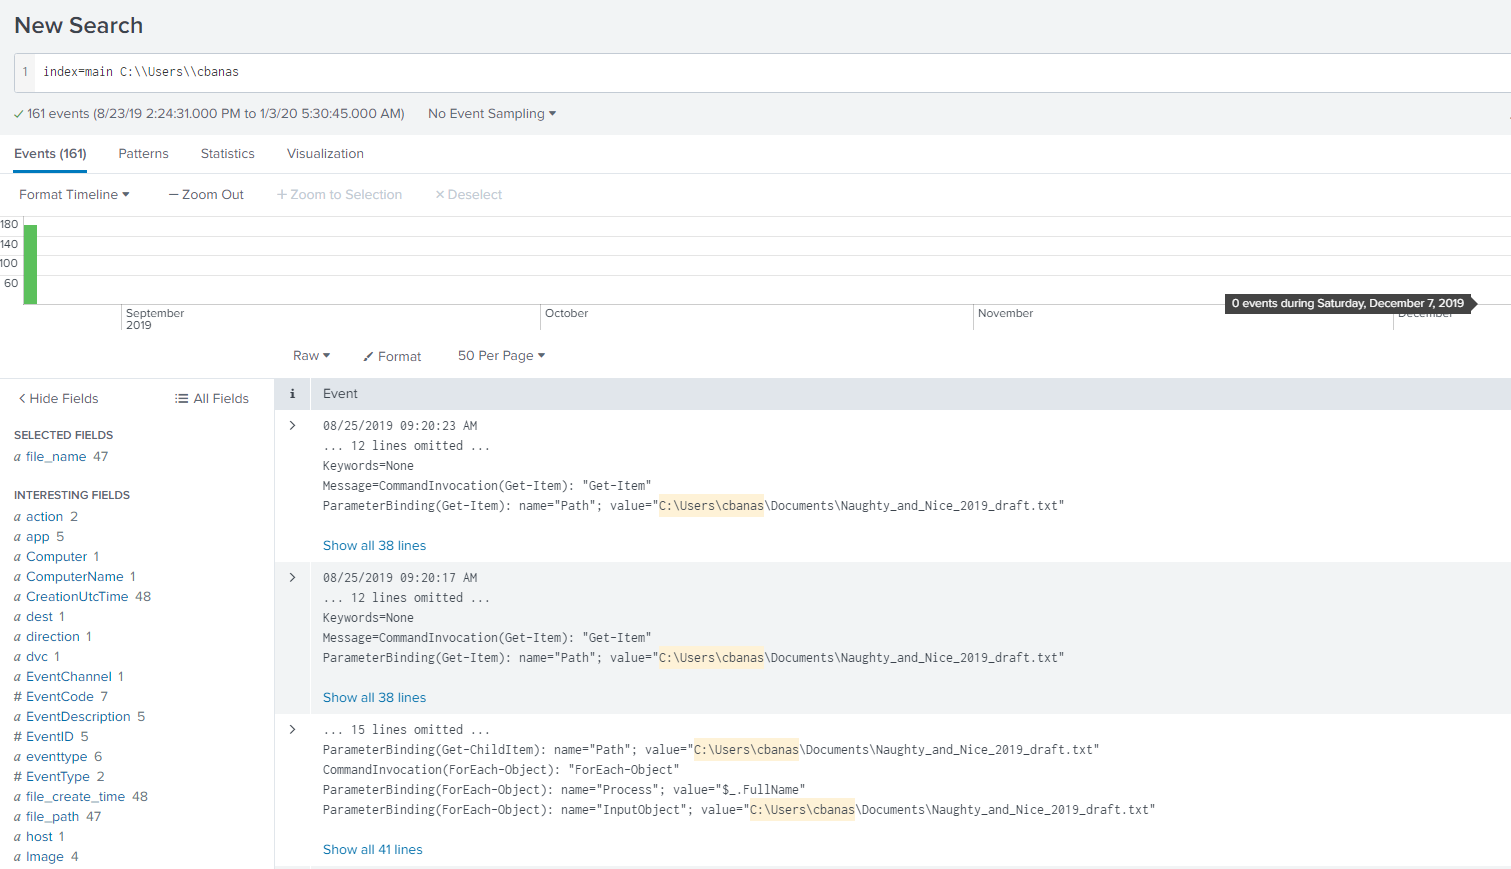 New Search
1 index=main C:\\Users\\cbanas
✓ 161 events (8/23/19 2:24:31.000 PM to 1/3/20 5:30:45.000 AM) No Event Sampling
Events (161) Patterns Statistics Visualization
Format Timeline — Zoom Out + Zoom to Selection × Deselect
180
140
100
60
0 events during Saturday, December 7, 2019
September 2019
October
November
December
Raw Format 50 Per Page
Hide Fields All Fields
i Event
SELECTED FIELDS
a file_name 47
INTERESTING FIELDS
a action 2
a app 5
a Computer 1
a ComputerName 1
a CreationUtcTime 48
a dest 1
a direction 1
a dvc 1
a EventChannel 1
# EventCode 7
a EventDescription 5
# EventID 5
a eventtype 6
# EventType 2
a file_create_time 48
a file_path 47
a host 1
a Image 4
08/25/2019 09:20:23 AM
... 12 lines omitted ...
Keywords=None
Message=CommandInvocation(Get-Item): "Get-Item"
ParameterBinding(Get-Item): name="Path"; value="C:\Users\cbanas\Documents\Naughty_and_Nice_2019_draft.txt"
Show all 38 lines
08/25/2019 09:20:17 AM
... 12 lines omitted ...
Keywords=None
Message=CommandInvocation(Get-Item): "Get-Item"
ParameterBinding(Get-Item): name="Path"; value="C:\Users\cbanas\Documents\Naughty_and_Nice_2019_draft.txt"
Show all 38 lines
... 15 lines omitted ...
ParameterBinding(Get-ChildItem): name="Path"; value="C:\Users\cbanas\Documents\Naughty_and_Nice_2019_draft.txt"
CommandInvocation(ForEach-Object): "ForEach-Object"
ParameterBinding(ForEach-Object): name="Process"; value="$_.FullName"
ParameterBinding(ForEach-Object): name="InputObject"; value="C:\Users\cbanas\Documents\Naughty_and_Nice_2019_draft.txt"
Show all 41 lines